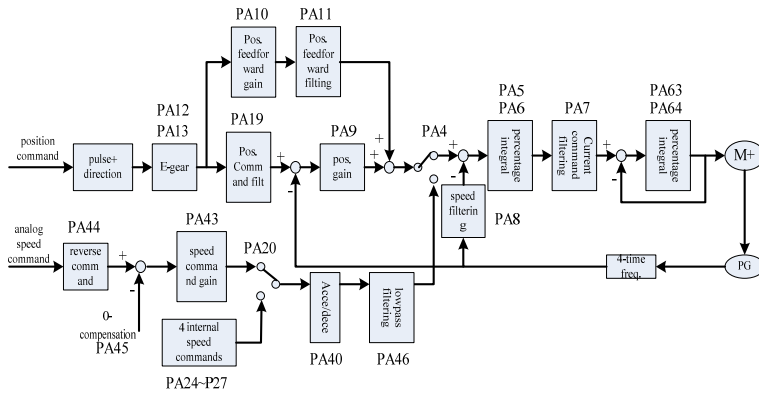 PA10
PA11
Pos.
feedfor
ward
gain
Pos.
feedfor
ward
filting
PA12
PA13
PA19
PA9
PA4
PA5
PA6
PA7
PA63
PA64
position
command
pulse+
direction
E-gear
Pos.
Comm
and filt
+
-
pos.
gain
+
+
+
-
percentage
integral
Current
command
filtering
+
-
percentage
integral
M+
speed
filterin
g
PA8
analog
speed
command
PA44
reverse
comm
and
+
-
PA43
speed
comma
nd gain
PA20
4-time
freq.
PG
0-
compensation
PA45
4 internal
speed
commands
PA24~P27
Acce/dece
PA40
lowpass
filtering
PA46